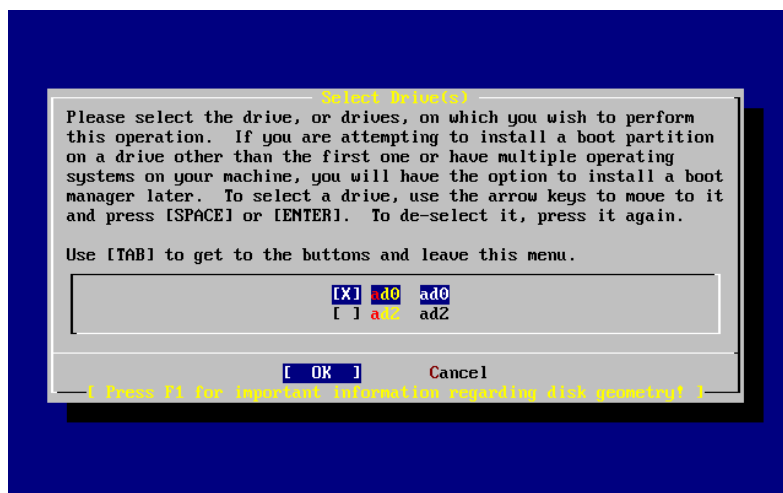 Select Drive(s)
Please select the drive, or drives, on which you wish to perform
this operation.  If you are attempting to install a boot partition
on a drive other than the first one or have multiple operating
systems on your machine, you will have the option to install a boot
manager later.  To select a drive, use the arrow keys to move to it
and press [SPACE] or [ENTER].  To de-select it, press it again.
Use [TAB] to get to the buttons and leave this menu.
[X] ad0  ad0
[ ] ad2  ad2
[  OK  ]  Cancel
[ Press F1 for important information regarding disk geometry! ]